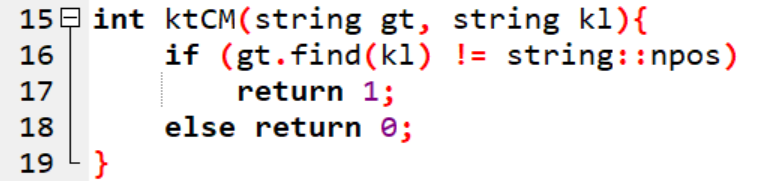 15 int ktCM(string gt, string kl){
16     if (gt.find(kl) != string::npos)
17         return 1;
18     else return 0;
19 }